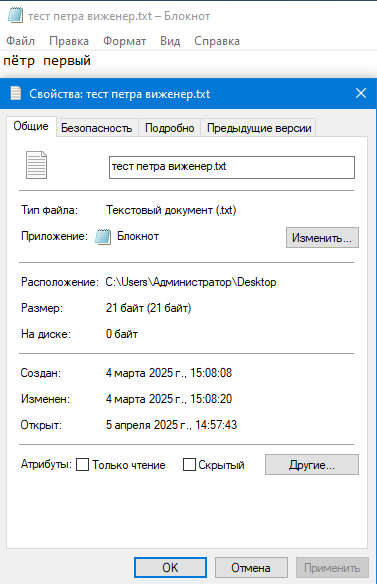 тест петра виженер.txt – Блокнот
Файл Правка Формат Вид Справка
пётр первый
Свойства: тест петра виженер.txt
Общие Безопасность Подробно Предыдущие версии
тест петра виженер.txt
Тип файла: Текстовый документ (.txt)
Приложение: Блокнот Изменить...
Расположение: C:\Users\Администратор\Desktop
Размер: 21 байт (21 байт)
На диске: 0 байт
Создан: 4 марта 2025 г., 15:08:08
Изменен: 4 марта 2025 г., 15:08:20
Открыт: 5 апреля 2025 г., 14:57:43
Атрибуты: Только чтение Скрытый Другие...
OK Отмена Применить